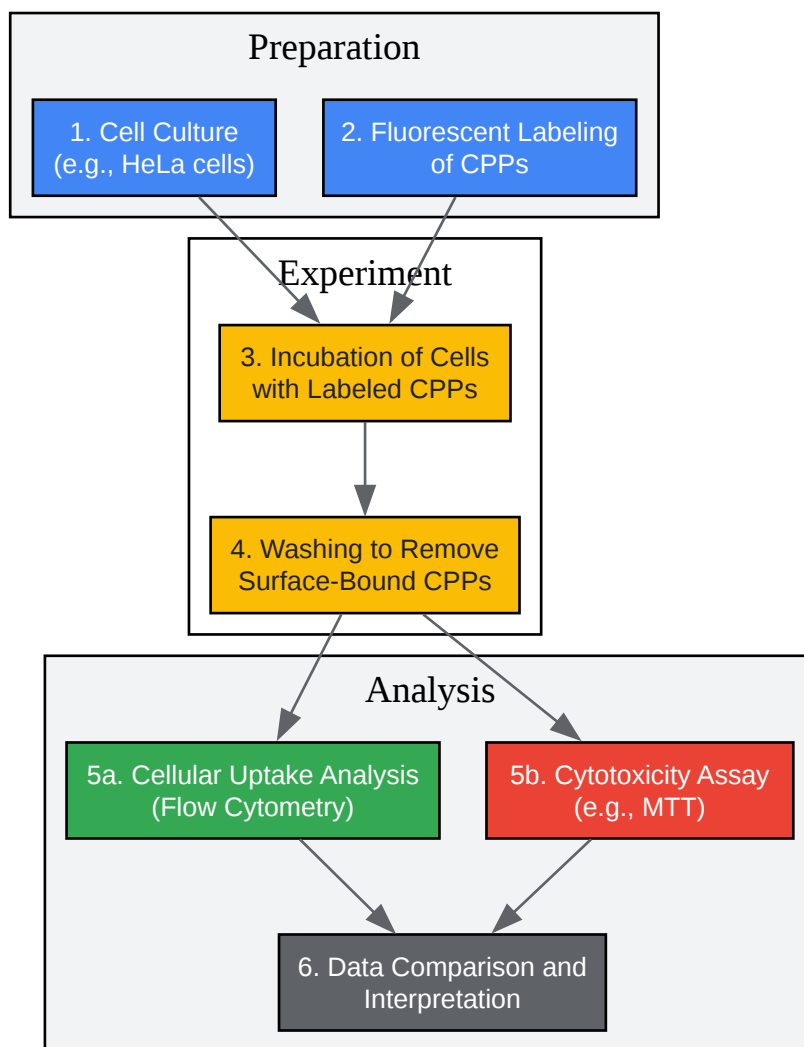 Preparation
1. Cell Culture
(e.g., HeLa cells)
2. Fluorescent Labeling
of CPPs
Experiment
3. Incubation of Cells
with Labeled CPPs
4. Washing to Remove
Surface-Bound CPPs
Analysis
5a. Cellular Uptake Analysis
(Flow Cytometry)
5b. Cytotoxicity Assay
(e.g., MTT)
6. Data Comparison and
Interpretation